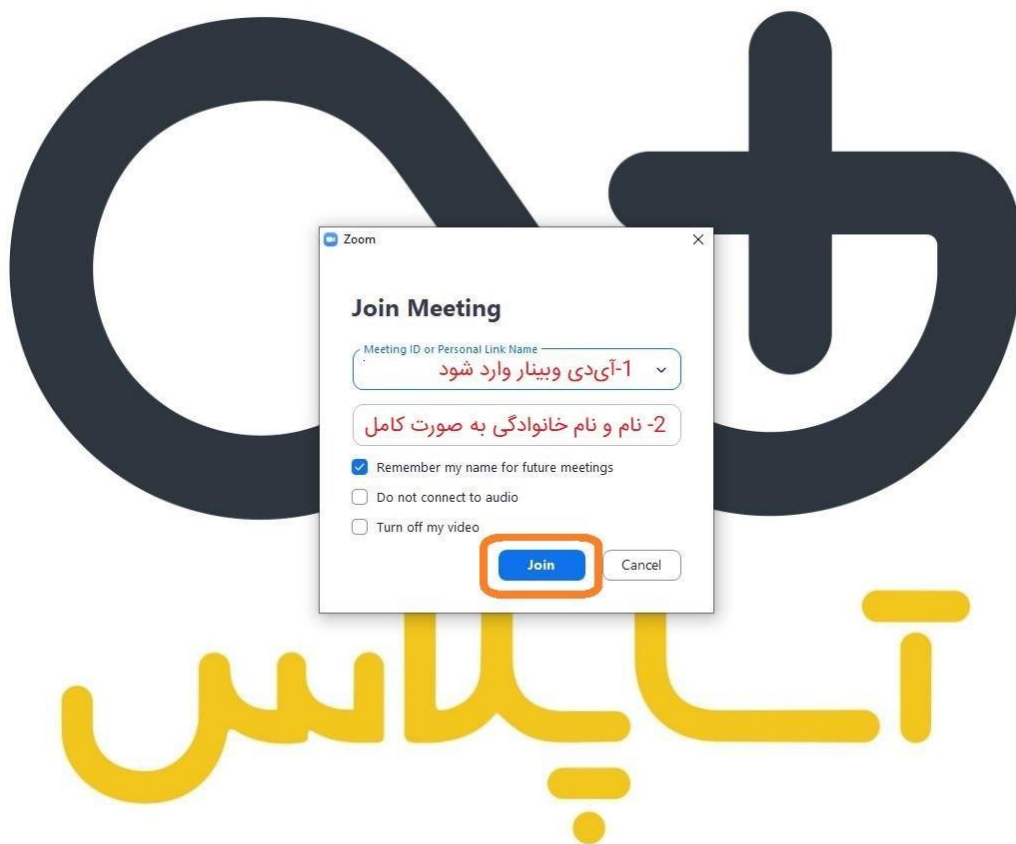 Zoom
Join Meeting
Meeting ID or Personal Link Name
1-آی‌دی وبینار وارد شود
2- نام و نام خانوادگی به صورت کامل
Remember my name for future meetings
Do not connect to audio
Turn off my video
Join Cancel
آپلاس